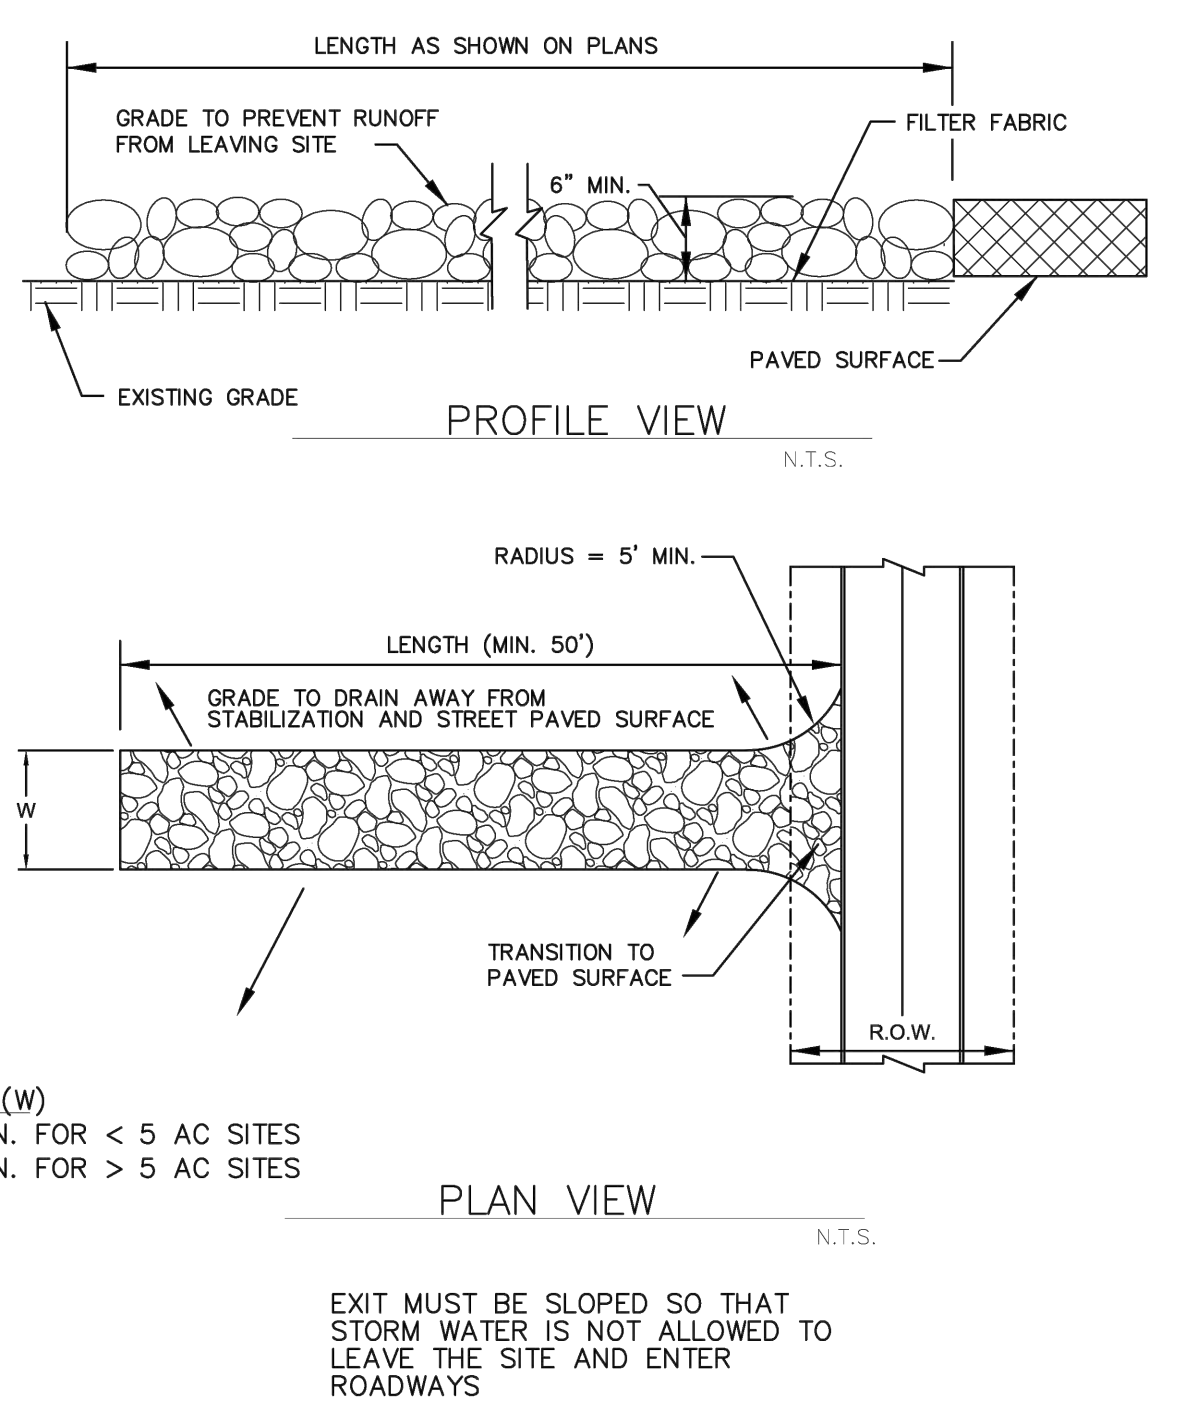 LENGTH AS SHOWN ON PLANS
GRADE TO PREVENT RUNOFF
FROM LEAVING SITE
FILTER FABRIC
6" MIN.
PAVED SURFACE
EXISTING GRADE
PROFILE VIEW
N.T.S.
RADIUS = 5' MIN.
LENGTH (MIN. 50')
GRADE TO DRAIN AWAY FROM
STABILIZATION AND STREET PAVED SURFACE
W
TRANSITION TO
PAVED SURFACE
R.O.W.
(W)
N. FOR < 5 AC SITES
N. FOR > 5 AC SITES
PLAN VIEW
N.T.S.
EXIT MUST BE SLOPED SO THAT
STORM WATER IS NOT ALLOWED TO
LEAVE THE SITE AND ENTER
ROADWAYS